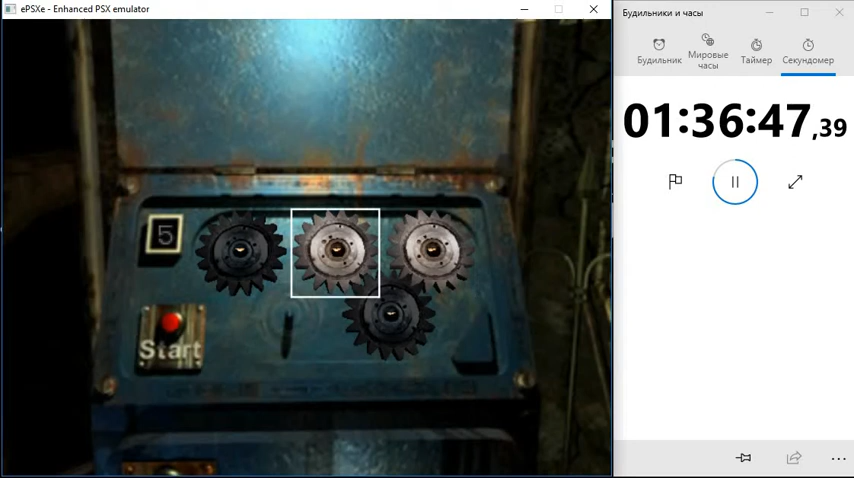 ePSXe - Enhanced PSX emulator
Будильники и часы
Будильник
Мировые
часы
Таймер
Секундомер
01:36:47,39
5
Start